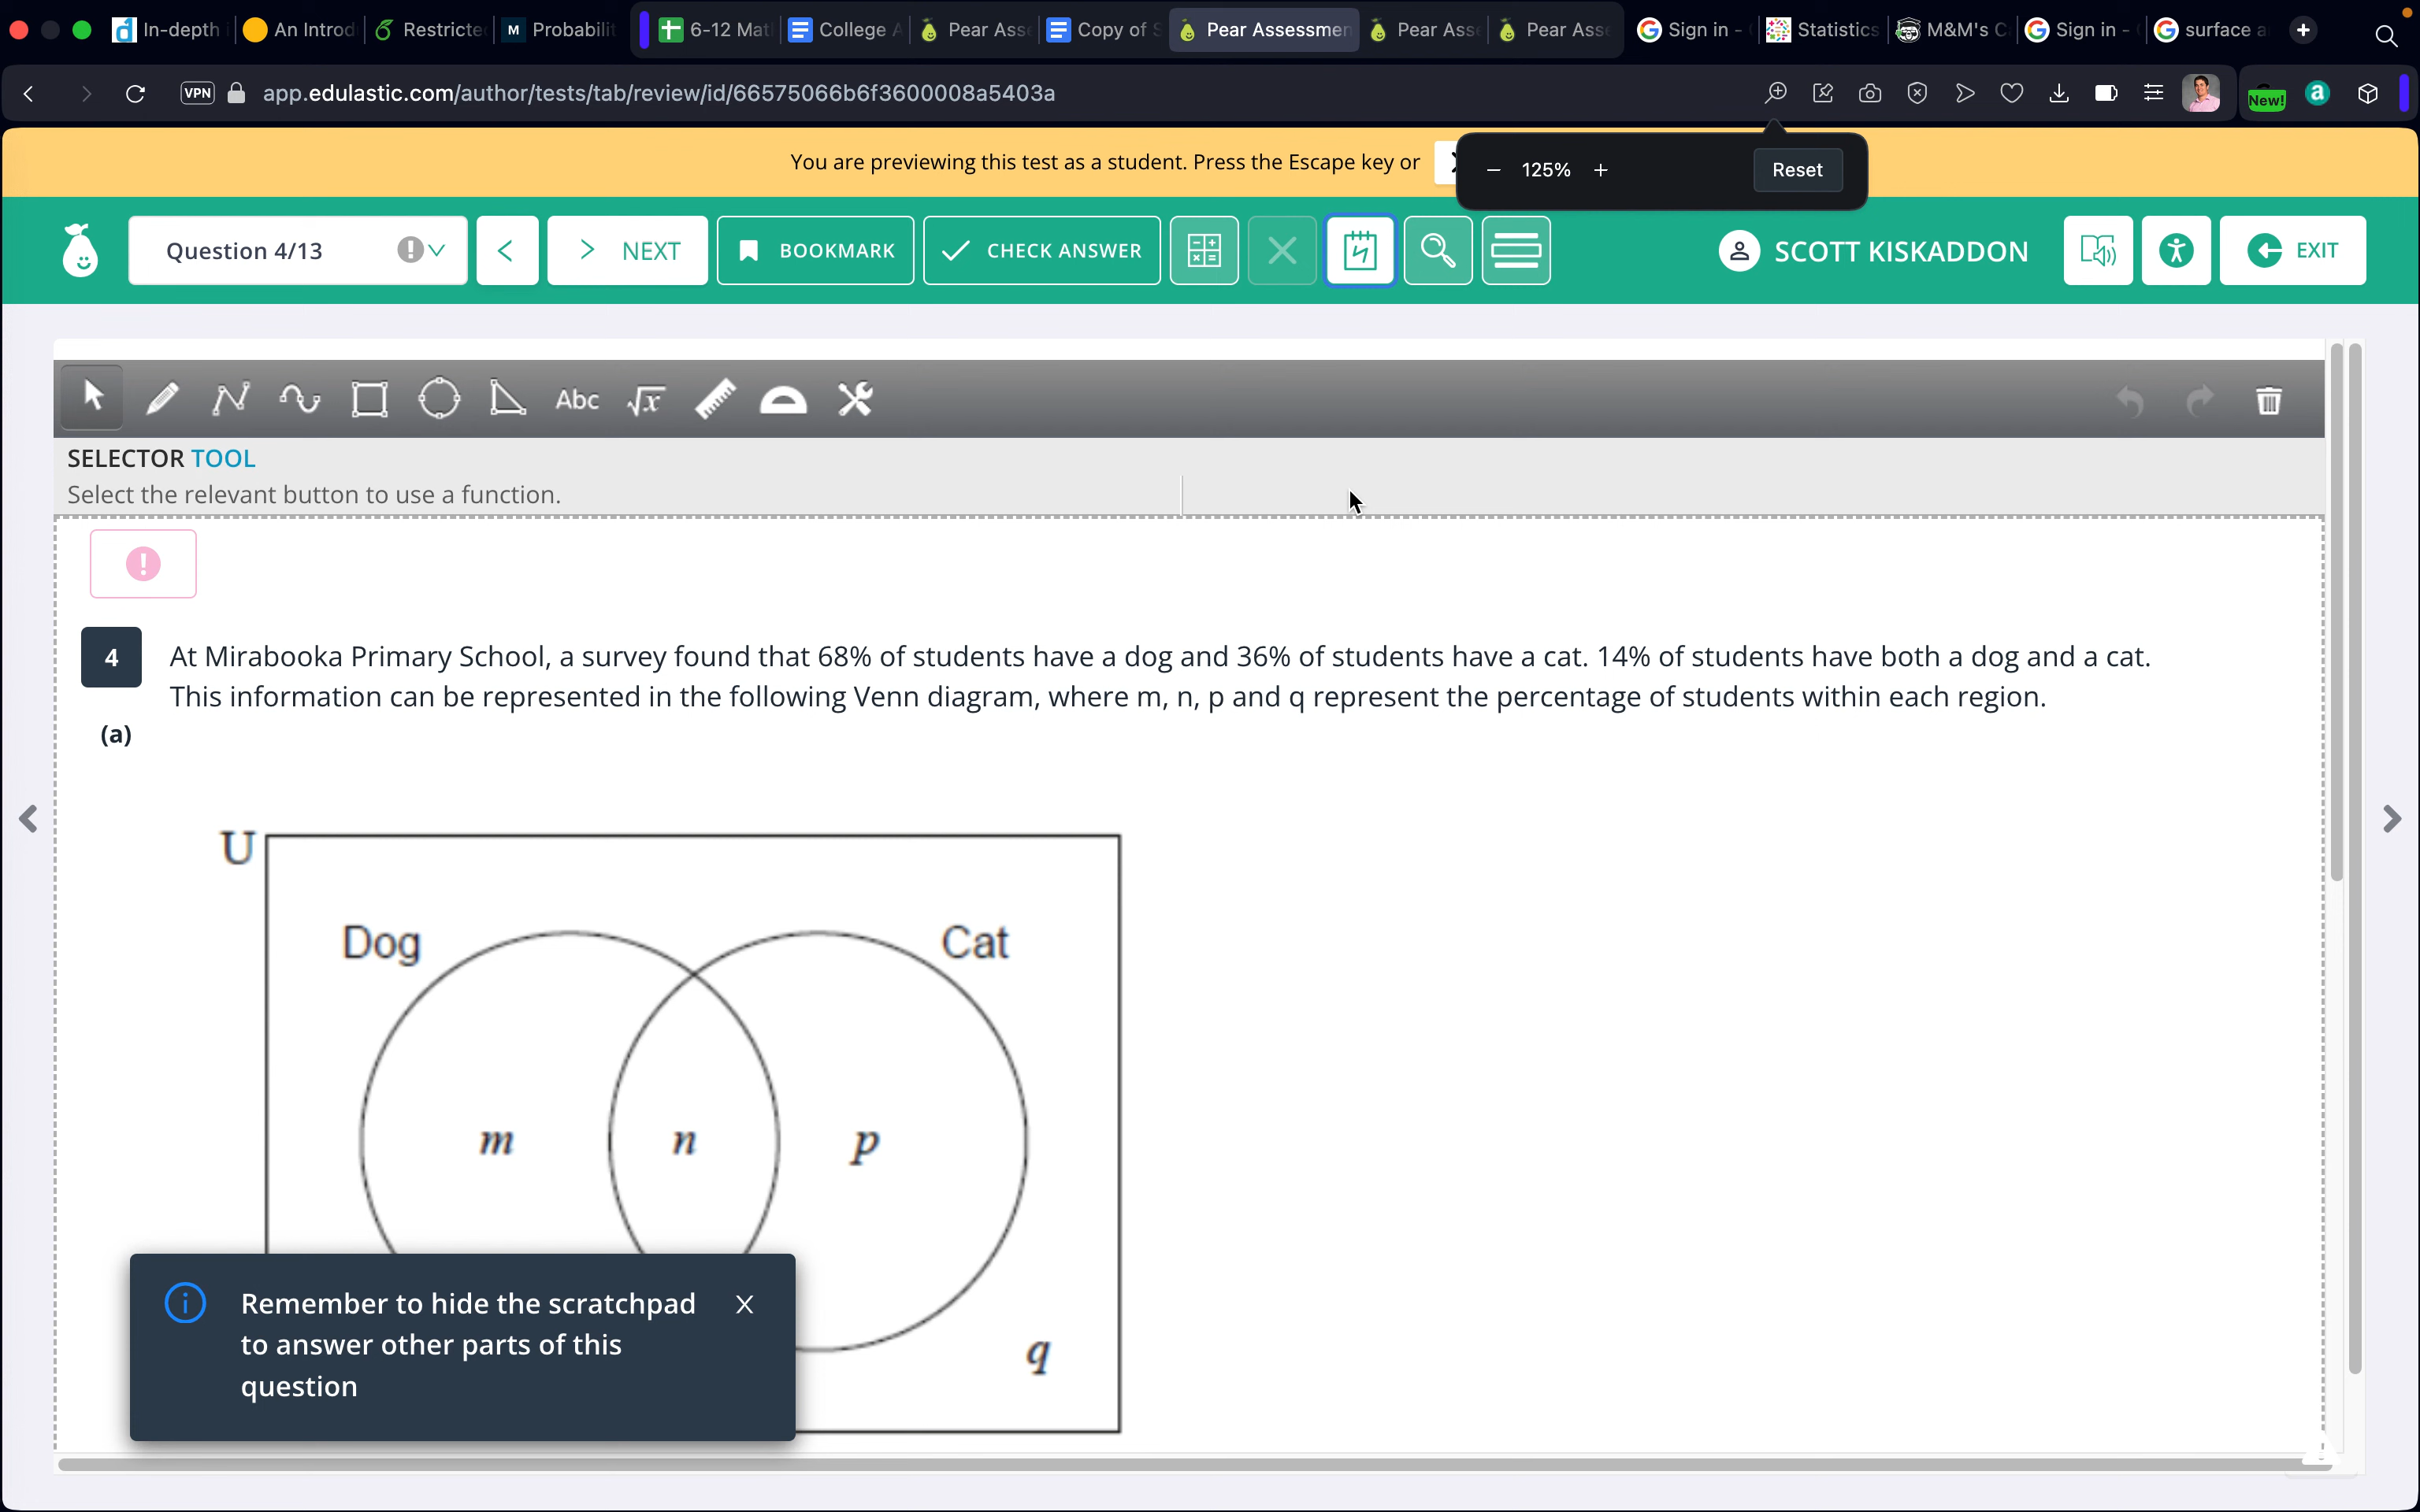 In-depth An Introd Restricte Probabilit 6-12 Mat College A Pear Ass Copy of S Pear Assessmen Pear Ass Pear Ass Sign in - Statistics M&M's C Sign in - surface a
VPN app.edulastic.com/author/tests/tab/review/id/66575066b6f3600008a5403a New!
You are previewing this test as a student. Press the Escape key or
125% Reset
Question 4/13 NEXT BOOKMARK CHECK ANSWER SCOTT KISKADDON EXIT
Abc √x
SELECTOR TOOL
Select the relevant button to use a function.
4 At Mirabooka Primary School, a survey found that 68% of students have a dog and 36% of students have a cat. 14% of students have both a dog and a cat.
This information can be represented in the following Venn diagram, where m, n, p and q represent the percentage of students within each region.
(a)
U
Dog Cat
m n p
q
Remember to hide the scratchpad X
to answer other parts of this
question